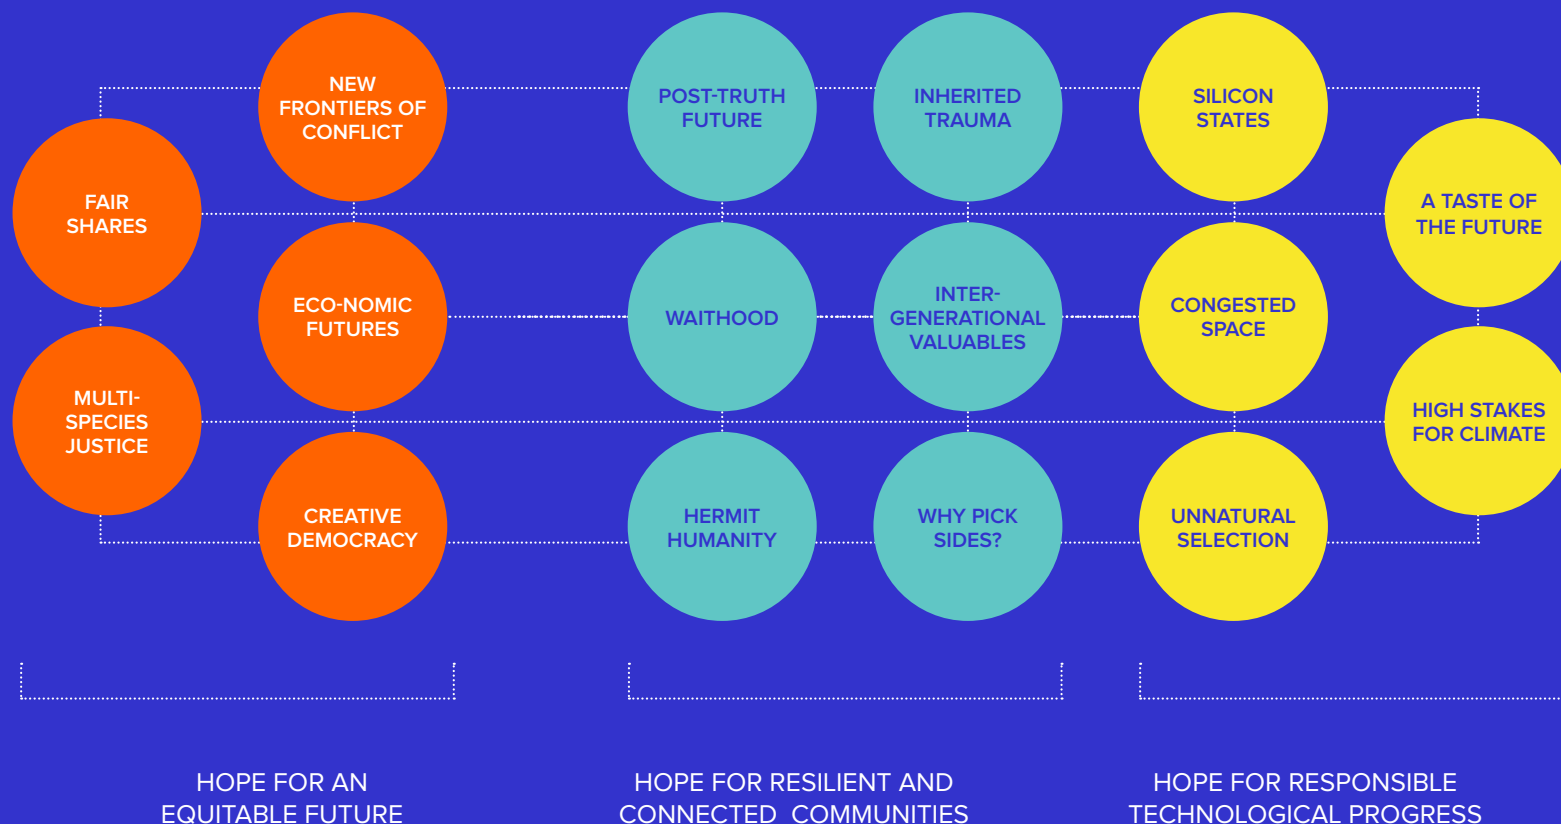 NEW
FRONTIERS OF
CONFLICT
FAIR
SHARES
ECO-NOMIC
FUTURES
MULTI-
SPECIES
JUSTICE
CREATIVE
DEMOCRACY
POST-TRUTH
FUTURE
INHERITED
TRAUMA
WAITHOOD
INTER-
GENERATIONAL
VALUABLES
HERMIT
HUMANITY
WHY PICK
SIDES?
SILICON
STATES
A TASTE OF
THE FUTURE
CONGESTED
SPACE
HIGH STAKES
FOR CLIMATE
UNNATURAL
SELECTION
HOPE FOR AN
EQUITABLE FUTURE
HOPE FOR RESILIENT AND
CONNECTED COMMUNITIES
HOPE FOR RESPONSIBLE
TECHNOLOGICAL PROGRESS